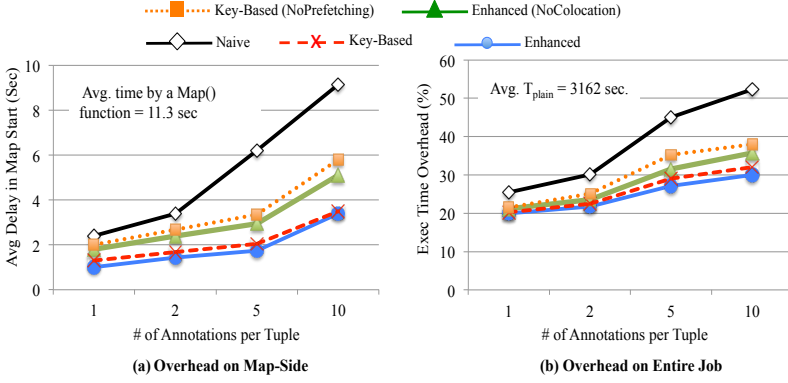 Key-Based (NoPrefetching)
Enhanced (NoColocation)
Naive
Key-Based
Enhanced
Avg Delay in Map Start (Sec)
10
8
6
4
2
0
Avg. time by a Map()
function = 11.3 sec
1
2
5
10
# of Annotations per Tuple
(a) Overhead on Map-Side
Exec Time Overhead (%)
60
50
40
30
20
10
0
Avg. Tplain = 3162 sec.
1
2
5
10
# of Annotations per Tuple
(b) Overhead on Entire Job